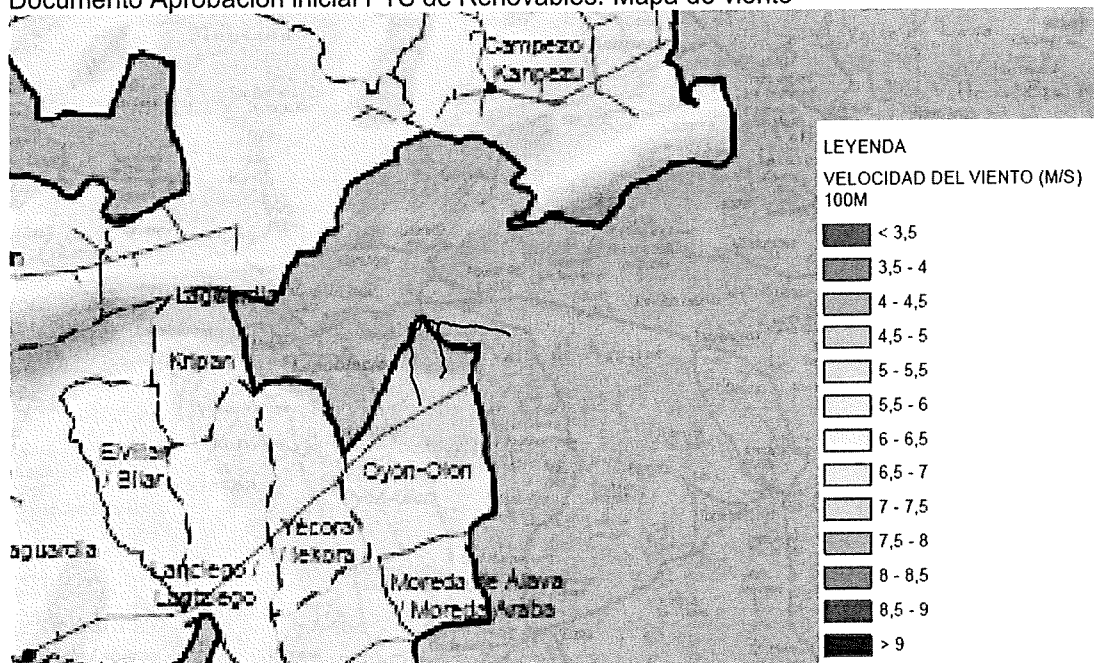 Documento Aprobación Inicial PTS de Renovables. Mapa de viento
Campezo
Kanpezu
Lagrandia
Kripan
Elvillar
/ Bilar
Oyón-Oion
Yécora
/ Iekora
aguardia
Lanciego /
Lantziego
Moreda de Álava
/ Moreda Araba
LEYENDA
VELOCIDAD DEL VIENTO (M/S)
100M
< 3,5
3,5 - 4
4 - 4,5
4,5 - 5
5 - 5,5
5,5 - 6
6 - 6,5
6,5 - 7
7 - 7,5
7,5 - 8
8 - 8,5
8,5 - 9
> 9